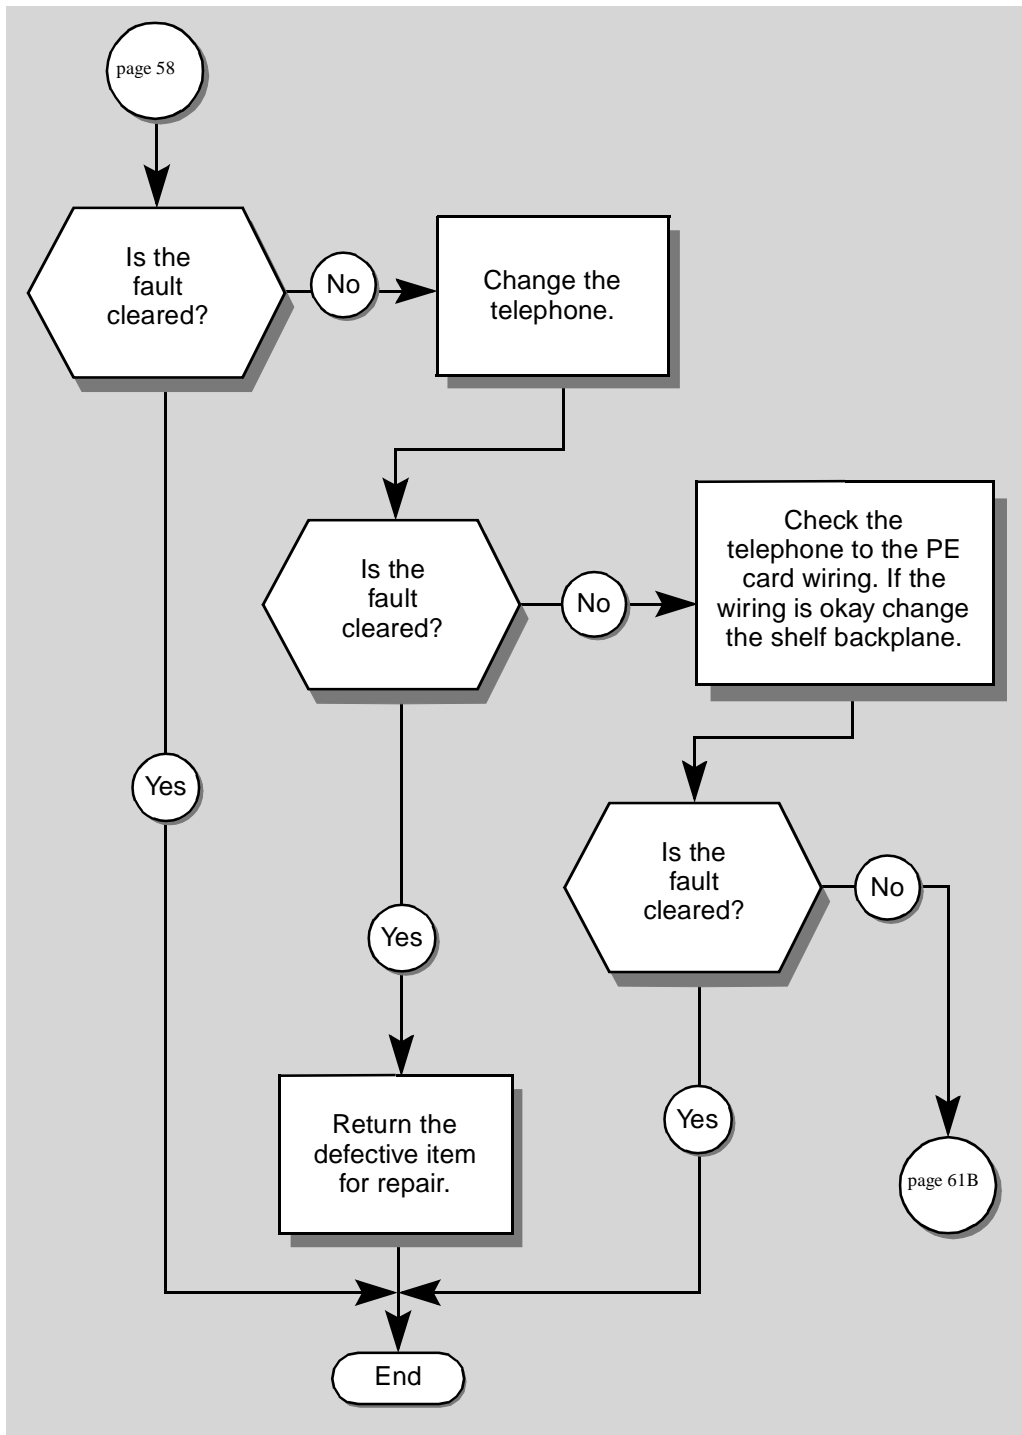 page 58
Is the
fault
cleared?
No
Change the
telephone.
Is the
fault
cleared?
No
Check the
telephone to the PE
card wiring. If the
wiring is okay change
the shelf backplane.
Yes
Is the
fault
cleared?
No
Yes
Return the
defective item
for repair.
Yes
page 61B
End